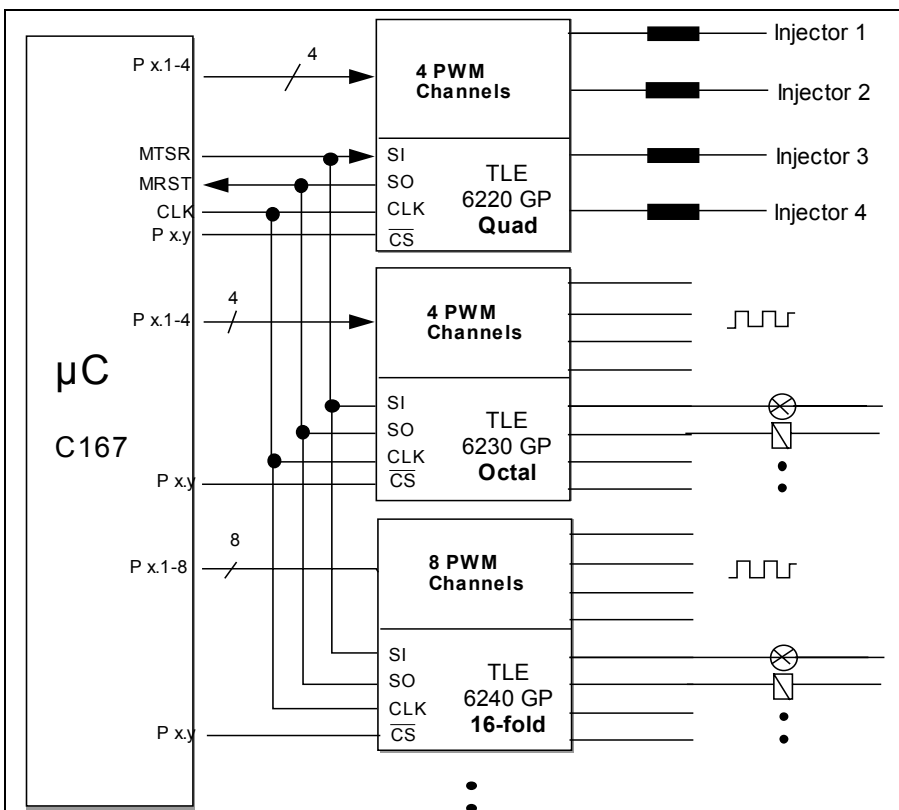 P x.1-4
4
4 PWM
Channels
Injector 1
Injector 2
MTSR
MRST
CLK
P x.y
SI
SO
CLK
CS
TLE
6220 GP
Quad
Injector 3
Injector 4
P x.1-4
4
4 PWM
Channels
µC
C167
SI
SO
CLK
CS
TLE
6230 GP
Octal
P x.y
P x.1-8
8
8 PWM
Channels
SI
SO
CLK
CS
TLE
6240 GP
16-fold
P x.y